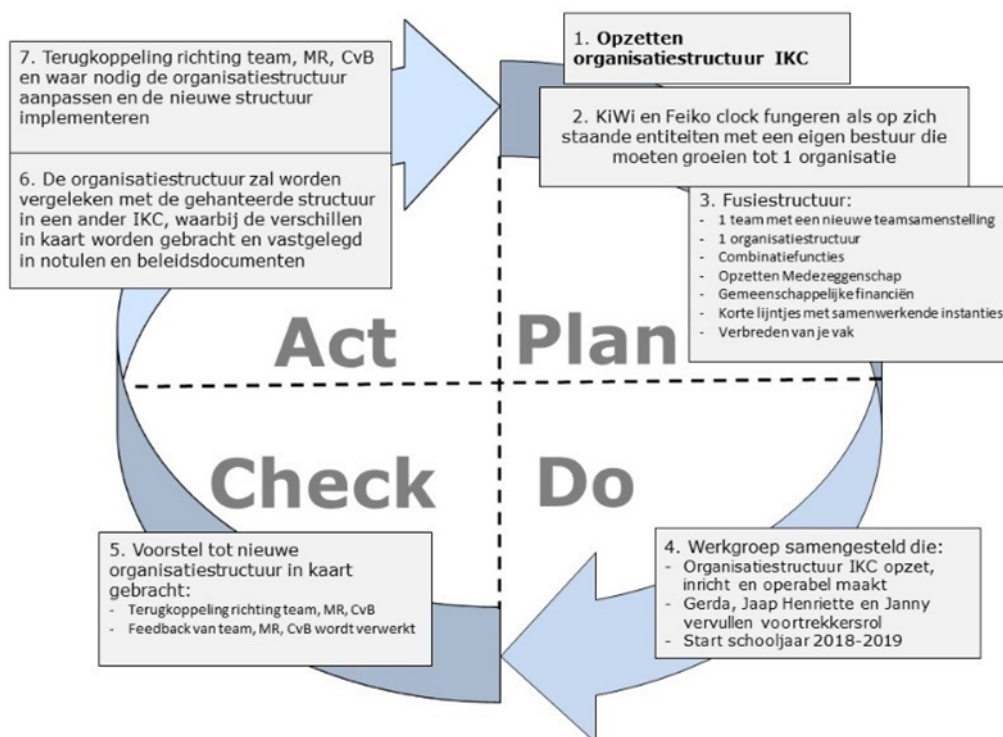 1. Opzetten
organisatiestructuur IKC
2. KiWi en Feiko clock fungeren als op zich
staande entiteiten met een eigen bestuur die
moeten groeien tot 1 organisatie
3. Fusiestructuur:
- 1 team met een nieuwe teamsamenstelling
- 1 organisatiestructuur
- Combinatiefuncties
- Opzetten Medezeggenschap
- Gemeenschappelijke financiën
- Korte lijntjes met samenwerkende instanties
- Verbreden van je vak
Plan
Do
4. Werkgroep samengesteld die:
- Organisatiestructuur IKC opzet,
inricht en operabel maakt
- Gerda, Jaap Henriette en Janny
vervullen voortrekkersrol
- Start schooljaar 2018-2019
Check
5. Voorstel tot nieuwe
organisatiestructuur in kaart
gebracht:
- Terugkoppeling richting team, MR, CvB
- Feedback van team, MR, CvB wordt verwerkt
Act
6. De organisatiestructuur zal worden
vergeleken met de gehanteerde structuur
in een ander IKC, waarbij de verschillen
in kaart worden gebracht en vastgelegd
in notulen en beleidsdocumenten
7. Terugkoppeling richting team, MR, CvB
en waar nodig de organisatiestructuur
aanpassen en de nieuwe structuur
implementeren